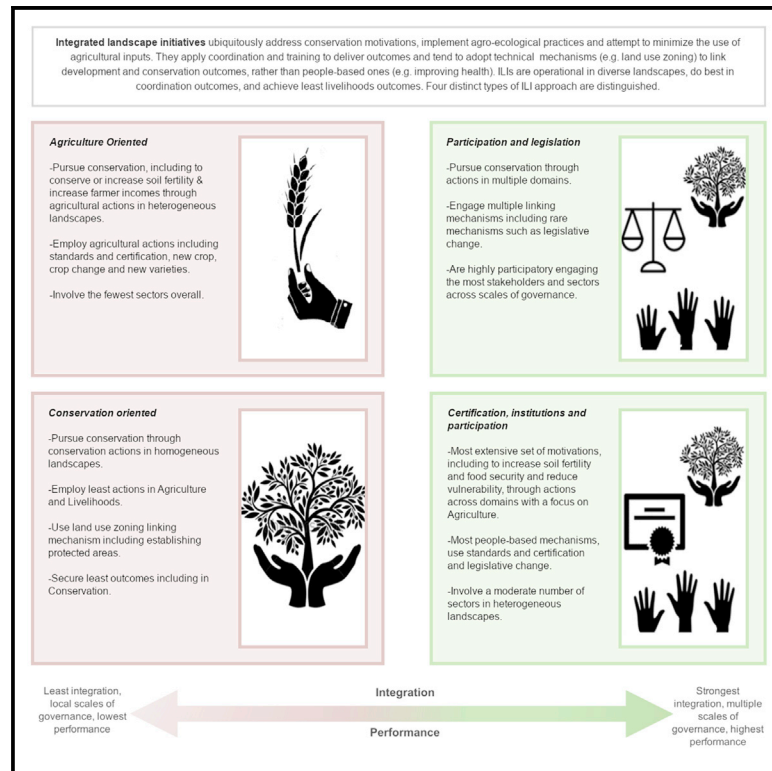 Integrated landscape initiatives ubiquitously address conservation motivations, implement agro-ecological practices and attempt to minimize the use of
agricultural inputs. They apply coordination and training to deliver outcomes and tend to adopt technical mechanisms (e.g. land use zoning) to link
development and conservation outcomes, rather than people-based ones (e.g. improving health). ILIs are operational in diverse landscapes, do best in
coordination outcomes, and achieve least livelihoods outcomes. Four distinct types of ILI approach are distinguished.
Agriculture Oriented
-Pursue conservation, including to
conserve or increase soil fertility &
increase farmer incomes through
agricultural actions in heterogeneous
landscapes.
-Employ agricultural actions including
standards and certification, new crop,
crop change and new varieties.
-Involve the fewest sectors overall.
Participation and legislation
-Pursue conservation through
actions in multiple domains.
-Engage multiple linking
mechanisms including rare
mechanisms such as legislative
change.
-Are highly participatory engaging
the most stakeholders and sectors
across scales of governance.
Conservation oriented
-Pursue conservation through
conservation actions in homogeneous
landscapes.
-Employ least actions in Agriculture
and Livelihoods.
-Use land use zoning linking
mechanism including establishing
protected areas.
-Secure least outcomes including in
Conservation.
Certification, institutions and
participation
-Most extensive set of motivations,
including to increase soil fertility
and food security and reduce
vulnerability, through actions
across domains with a focus on
Agriculture.
-Most people-based mechanisms,
use standards and certification
and legislative change.
-Involve a moderate number of
sectors in heterogeneous
landscapes.
Least integration,
local scales of
governance, lowest
performance
Integration
Performance
Strongest
integration, multiple
scales of
governance, highest
performance